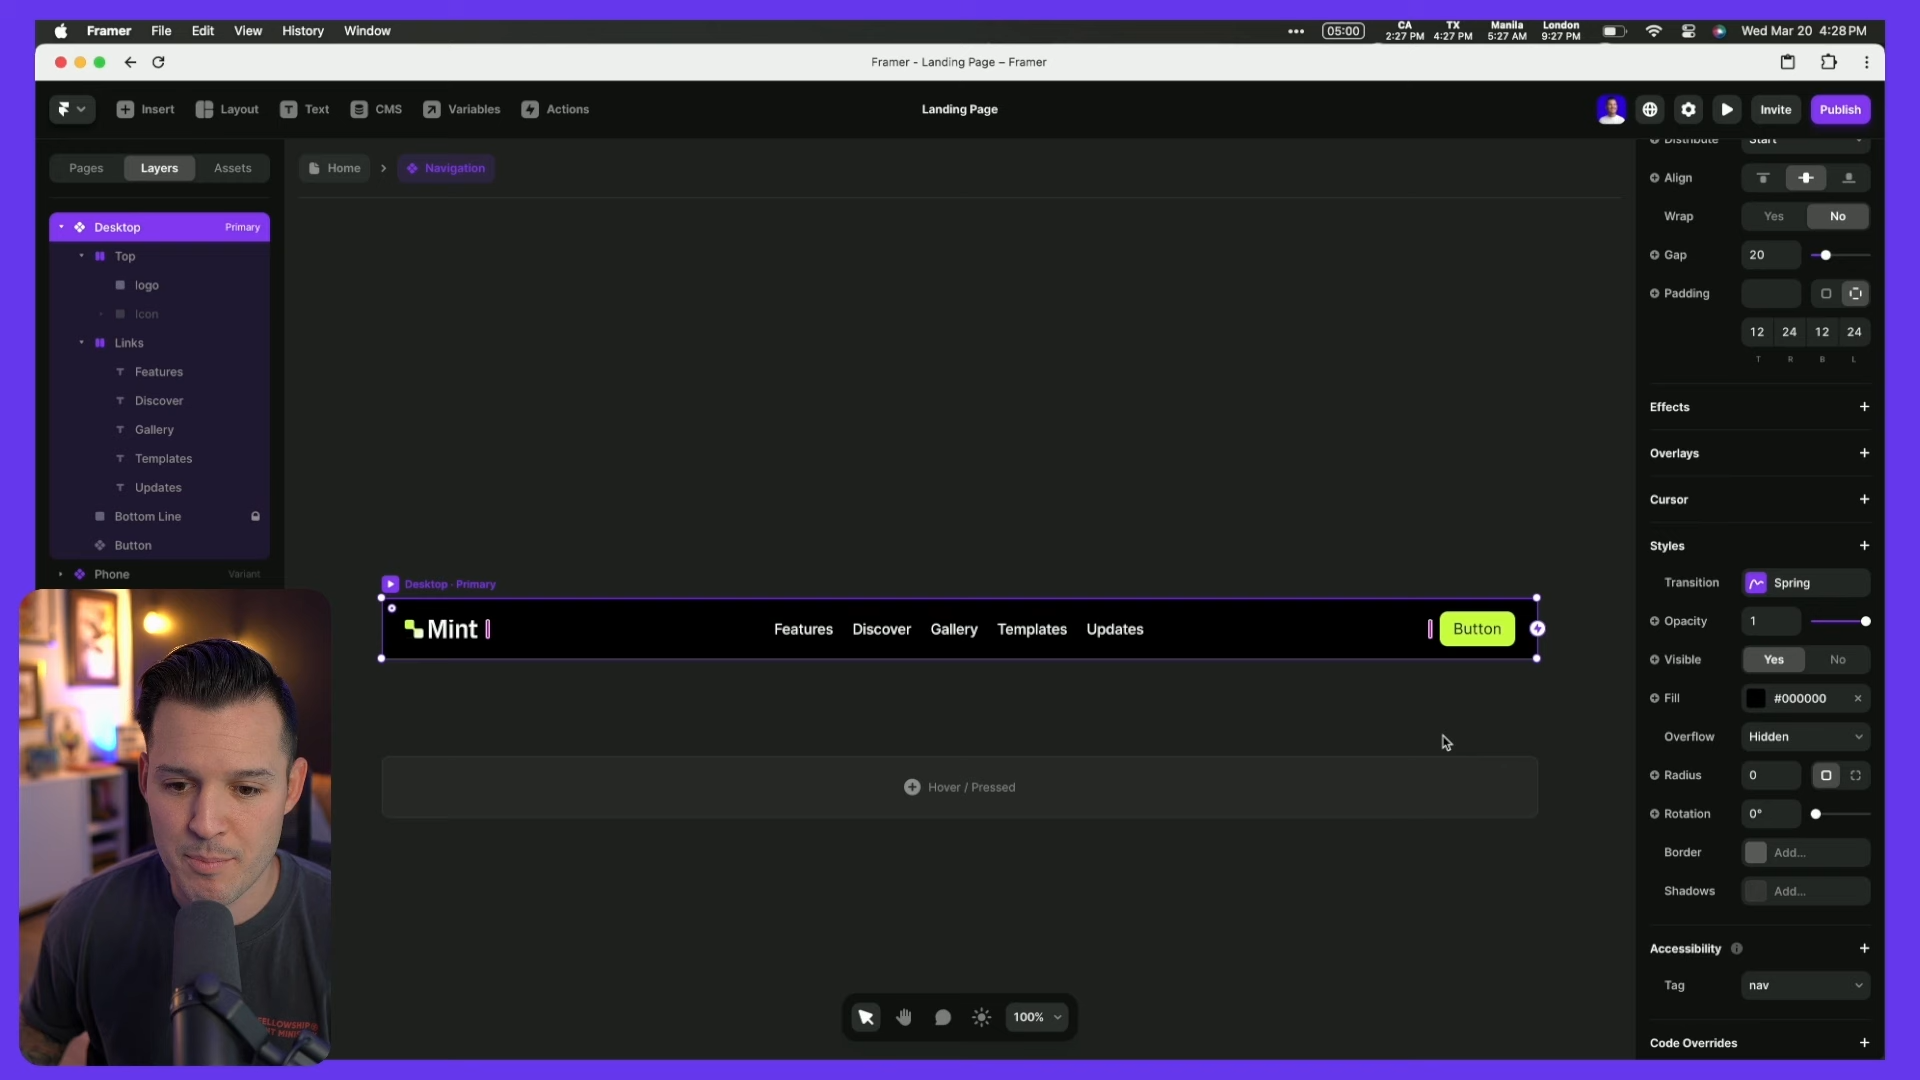 Framer File Edit View History Window
05:00
CA 2:27 PM
TX 4:27 PM
Manila 5:27 AM
London 9:27 PM
Wed Mar 20 4:28 PM
Framer - Landing Page – Framer
Insert Layout Text CMS Variables Actions
Landing Page
Invite Publish
Pages Layers Assets
Home Navigation
Desktop Primary
Top
logo
Icon
Links
Features
Discover
Gallery
Templates
Updates
Bottom Line
Button
Phone Variant
Desktop · Primary
Mint Features Discover Gallery Templates Updates Button
Hover / Pressed
100%
Distribute Start
Align
Wrap Yes No
Gap 20
Padding
12 24 12 24
T R B L
Effects
Overlays
Cursor
Styles
Transition Spring
Opacity 1
Visible Yes No
Fill #000000
Overflow Hidden
Radius 0
Rotation 0°
Border Add...
Shadows Add...
Accessibility
Tag nav
Code Overrides